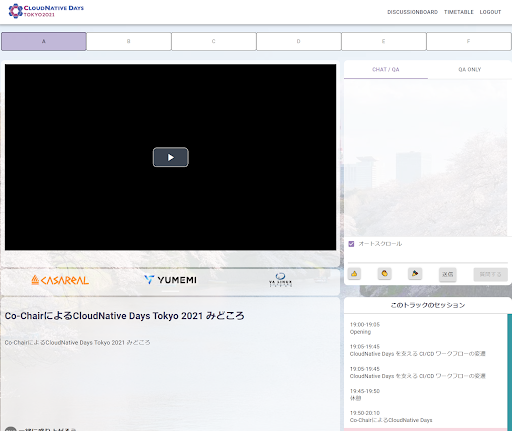 CLOUDNATIVE DAYS
TOKYO 2021
DISCUSSIONBOARD TIMETABLE LOGOUT
A B C D E F
CHAT / QA QA ONLY
オートスクロール
送信 質問する
CASAREAL YUMEMI VA LINUX
このトラックのセッション
19:00-19:05
Opening
19:05-19:45
CloudNative Days を支える CI/CD ワークフローの変遷
19:05-19:45
CloudNative Days を支える CI/CD ワークフローの変遷
19:45-19:50
休憩
19:50-20:10
Co-ChairによるCloudNative Days
Co-ChairによるCloudNative Days Tokyo 2021 みどころ
Co-ChairによるCloudNative Days Tokyo 2021 みどころ